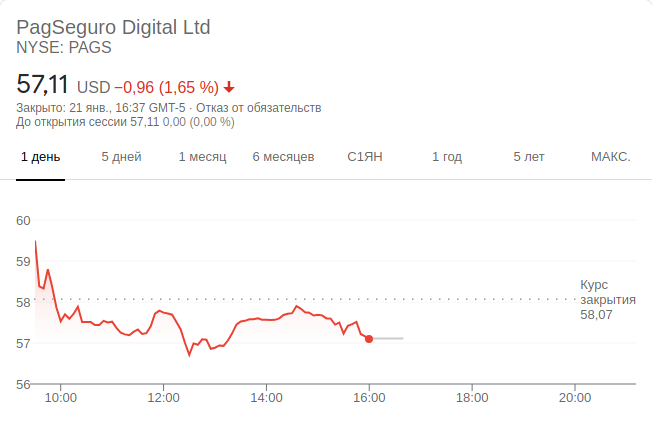 PagSeguro Digital Ltd
NYSE: PAGS
57,11 USD −0,96 (1,65 %)
Закрыто: 21 янв., 16:37 GMT-5 · Отказ от обязательств
До открытия сессии 57,11 0,00 (0,00 %)
1 день 5 дней 1 месяц 6 месяцев С1ЯН 1 год 5 лет МАКС.
60
59
58
57
56
Курс
закрытия
58,07
10:00 12:00 14:00 16:00 18:00 20:00